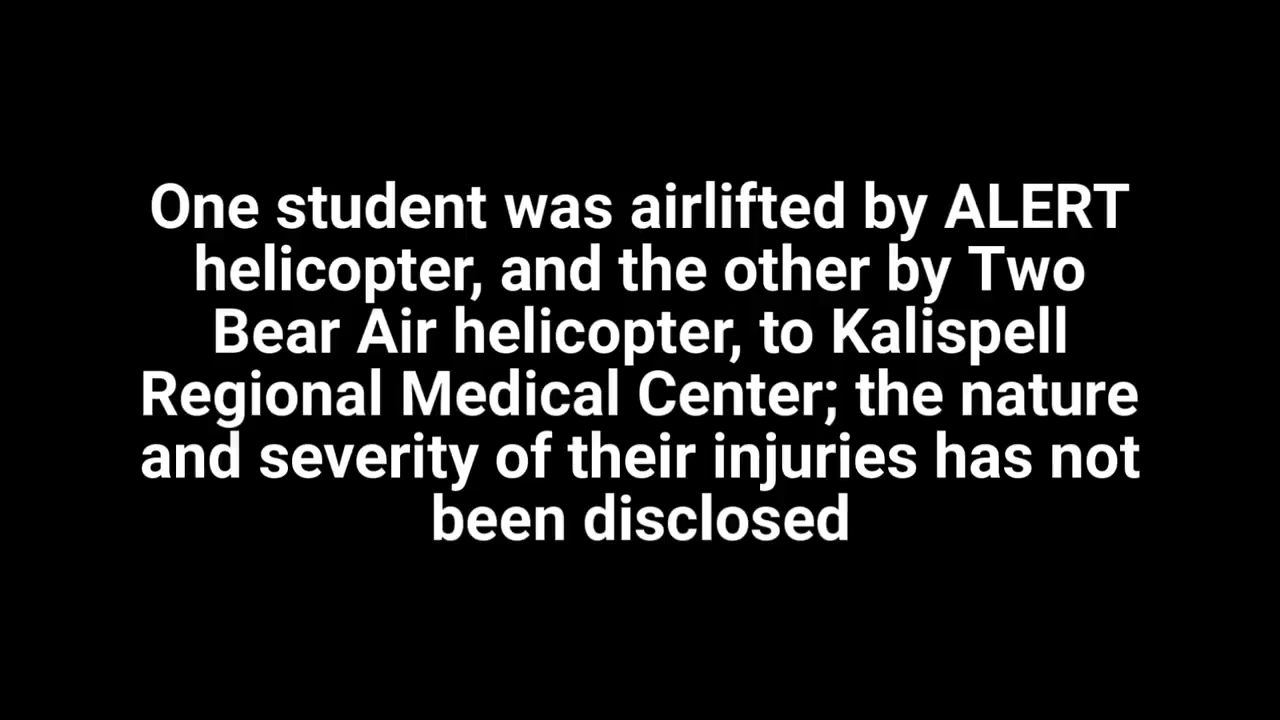 One student was airlifted by ALERT
helicopter, and the other by Two
Bear Air helicopter, to Kalispell
Regional Medical Center; the nature
and severity of their injuries has not
been disclosed